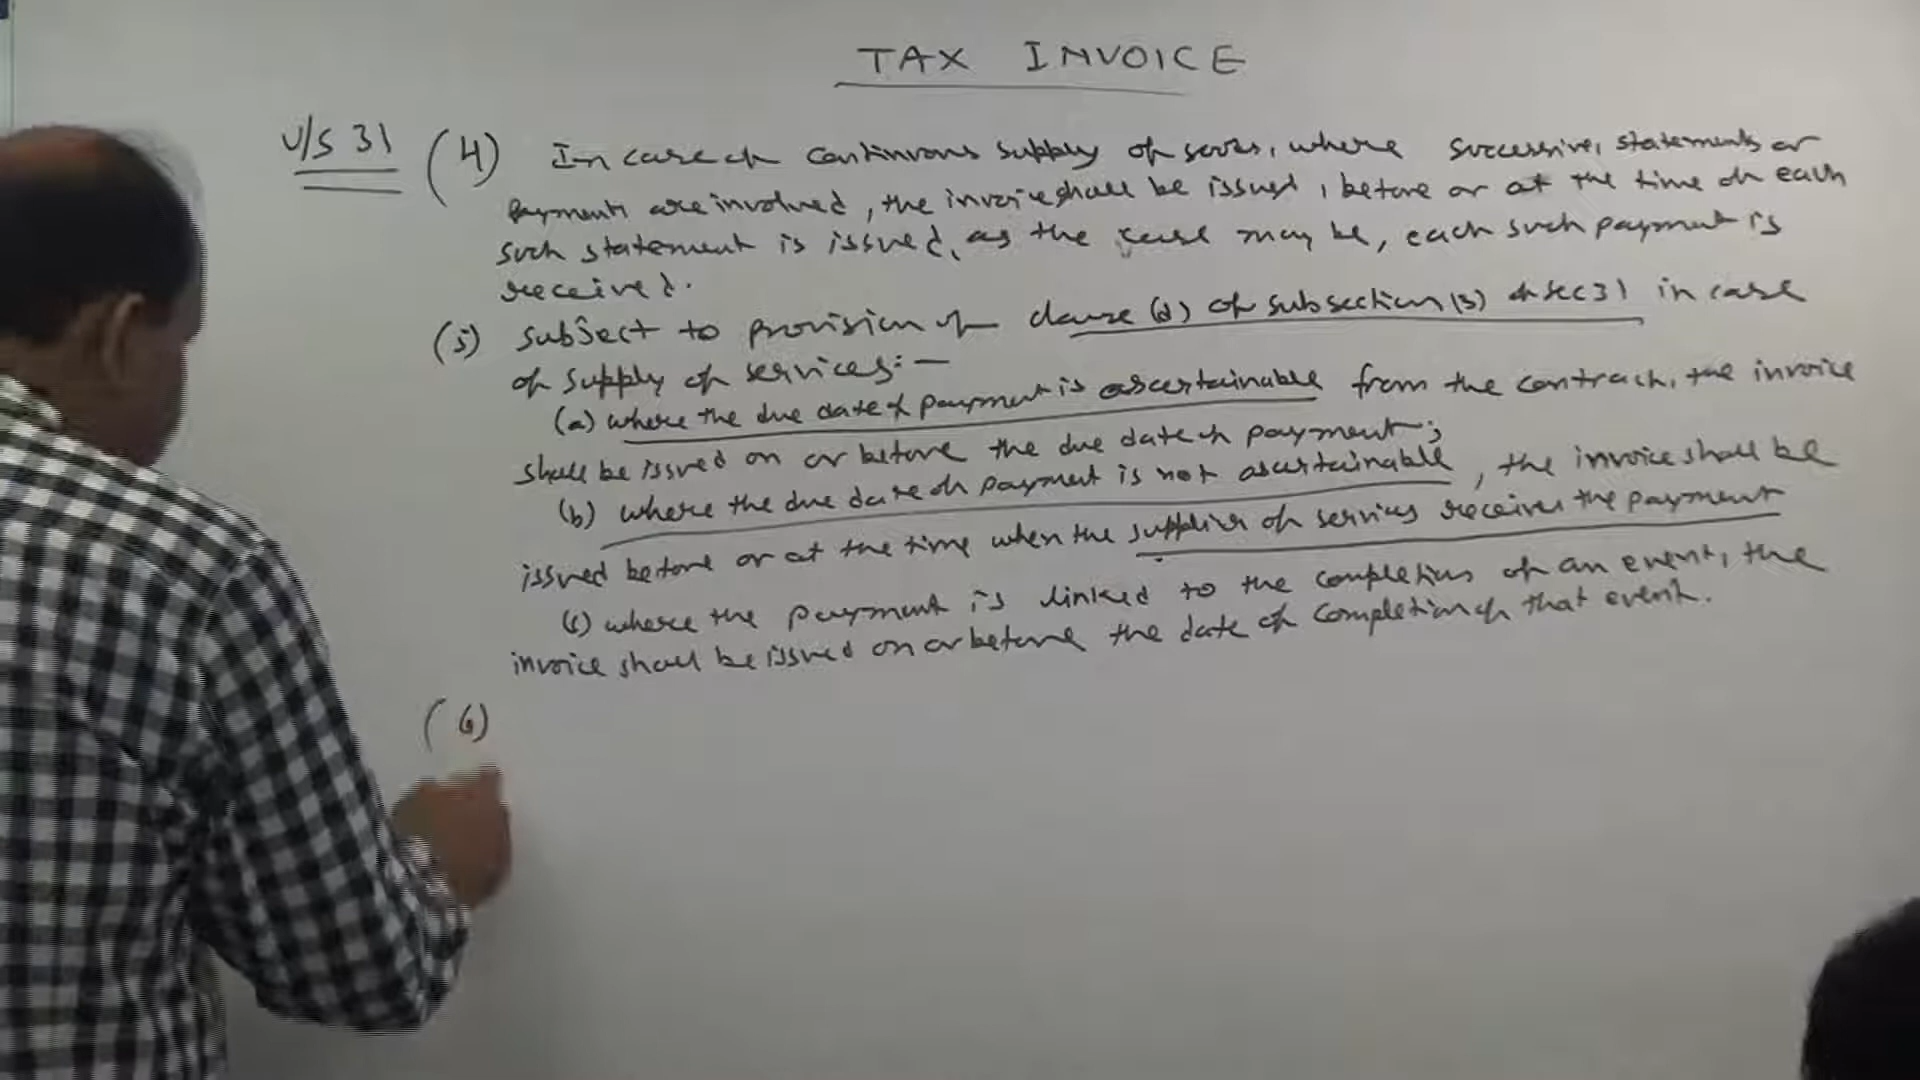 TAX INVOICE
U/S 31 (4) In case of continuous supply of servs, where successive, statements or
payments are involved, the invoice shall be issued, before or at the time of each
such statement is issued, as the case may be, each such payment is
received.
(5) subject to provision of clause (d) of subsection (3) of sec 31 in case
of supply of services:-
(a) where the due date of payment is ascertainable from the contract, the invoice
shall be issued on or before the due date of payment;
(b) where the due date of payment is not ascertainable, the invoice shall be
issued before or at the time when the supplier of services receives the payment
(c) where the payment is linked to the completion of an event, the
invoice shall be issued on or before the date of completion of that event.
(6)